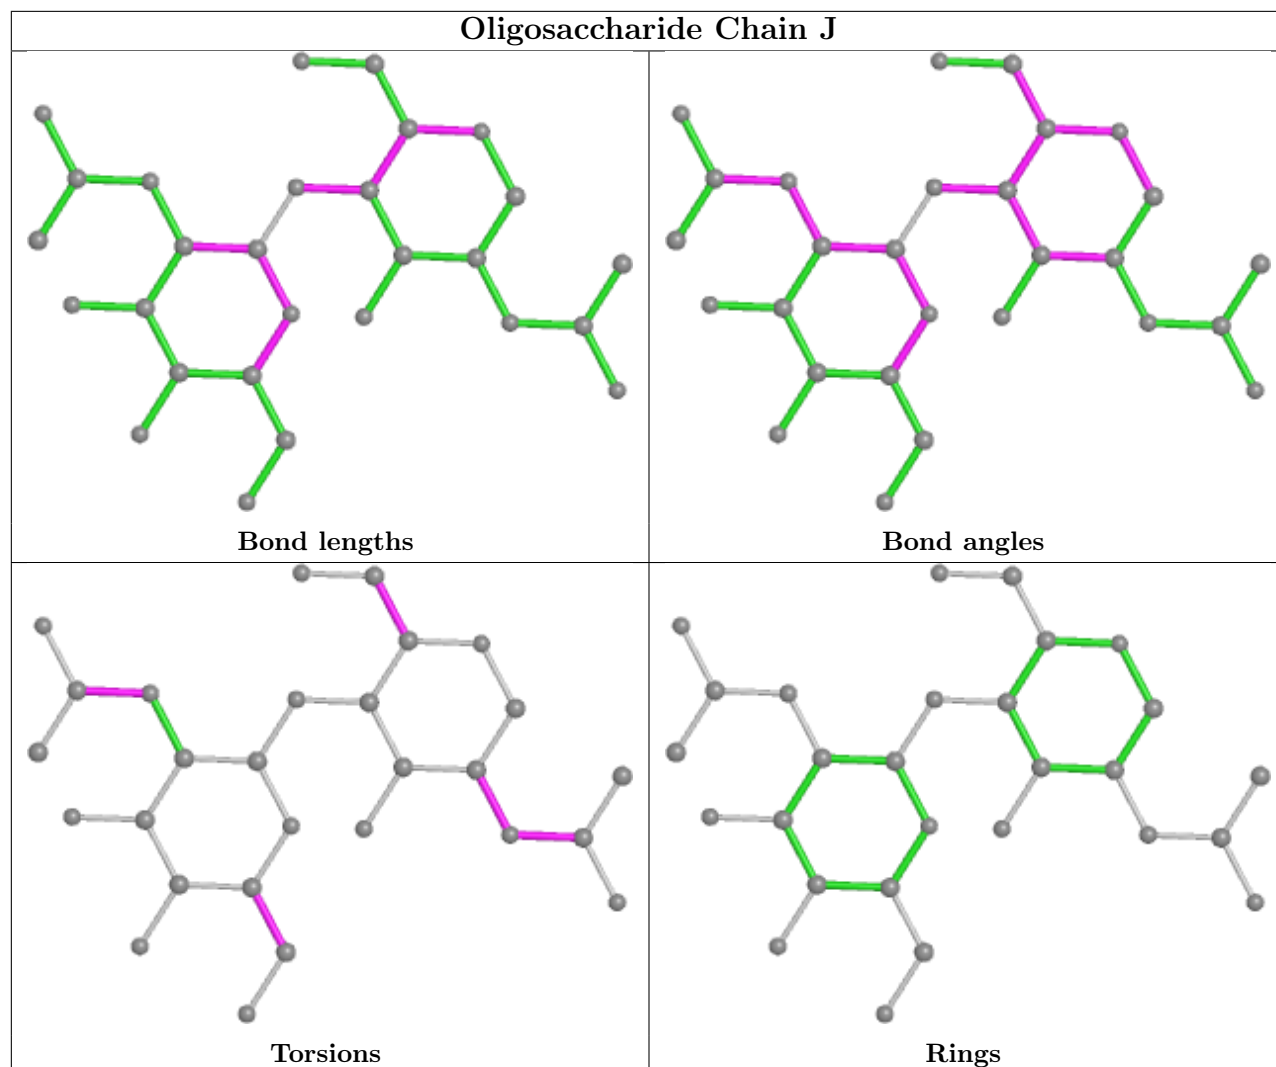 Oligosaccharide Chain J
Bond lengths
Bond angles
Torsions
Rings